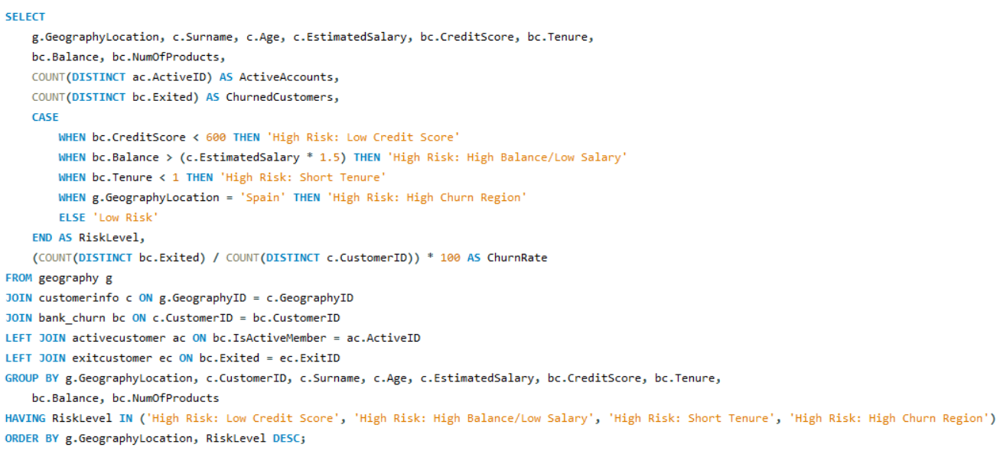 SELECT
    g.GeographyLocation, c.Surname, c.Age, c.EstimatedSalary, bc.CreditScore, bc.Tenure,
    bc.Balance, bc.NumOfProducts,
    COUNT(DISTINCT ac.ActiveID) AS ActiveAccounts,
    COUNT(DISTINCT bc.Exited) AS ChurnedCustomers,
    CASE
        WHEN bc.CreditScore < 600 THEN 'High Risk: Low Credit Score'
        WHEN bc.Balance > (c.EstimatedSalary * 1.5) THEN 'High Risk: High Balance/Low Salary'
        WHEN bc.Tenure < 1 THEN 'High Risk: Short Tenure'
        WHEN g.GeographyLocation = 'Spain' THEN 'High Risk: High Churn Region'
        ELSE 'Low Risk'
    END AS RiskLevel,
    (COUNT(DISTINCT bc.Exited) / COUNT(DISTINCT c.CustomerID)) * 100 AS ChurnRate
FROM geography g
JOIN customerinfo c ON g.GeographyID = c.GeographyID
JOIN bank_churn bc ON c.CustomerID = bc.CustomerID
LEFT JOIN activecustomer ac ON bc.IsActiveMember = ac.ActiveID
LEFT JOIN exitcustomer ec ON bc.Exited = ec.ExitID
GROUP BY g.GeographyLocation, c.CustomerID, c.Surname, c.Age, c.EstimatedSalary, bc.CreditScore, bc.Tenure,
    bc.Balance, bc.NumOfProducts
HAVING RiskLevel IN ('High Risk: Low Credit Score', 'High Risk: High Balance/Low Salary', 'High Risk: Short Tenure', 'High Risk: High Churn Region')
ORDER BY g.GeographyLocation, RiskLevel DESC;